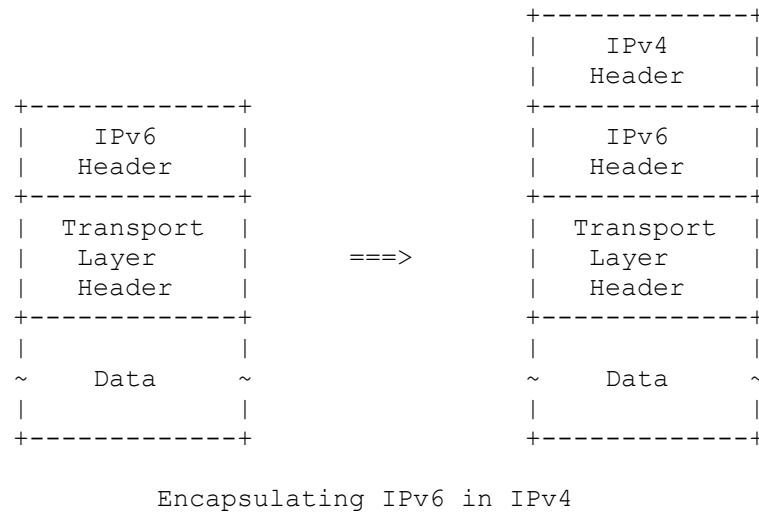 +-------------+
                                 |    IPv4     |
                                 |   Header    |
+-------------+                  +-------------+
|    IPv6     |                  |    IPv6     |
|   Header    |                  |   Header    |
+-------------+                  +-------------+
|  Transport  |                  |  Transport  |
|   Layer     |      ===>        |   Layer     |
|   Header    |                  |   Header    |
+-------------+                  +-------------+
|             |                  |             |
~    Data     ~                  ~    Data     ~
|             |                  |             |
+-------------+                  +-------------+
Encapsulating IPv6 in IPv4